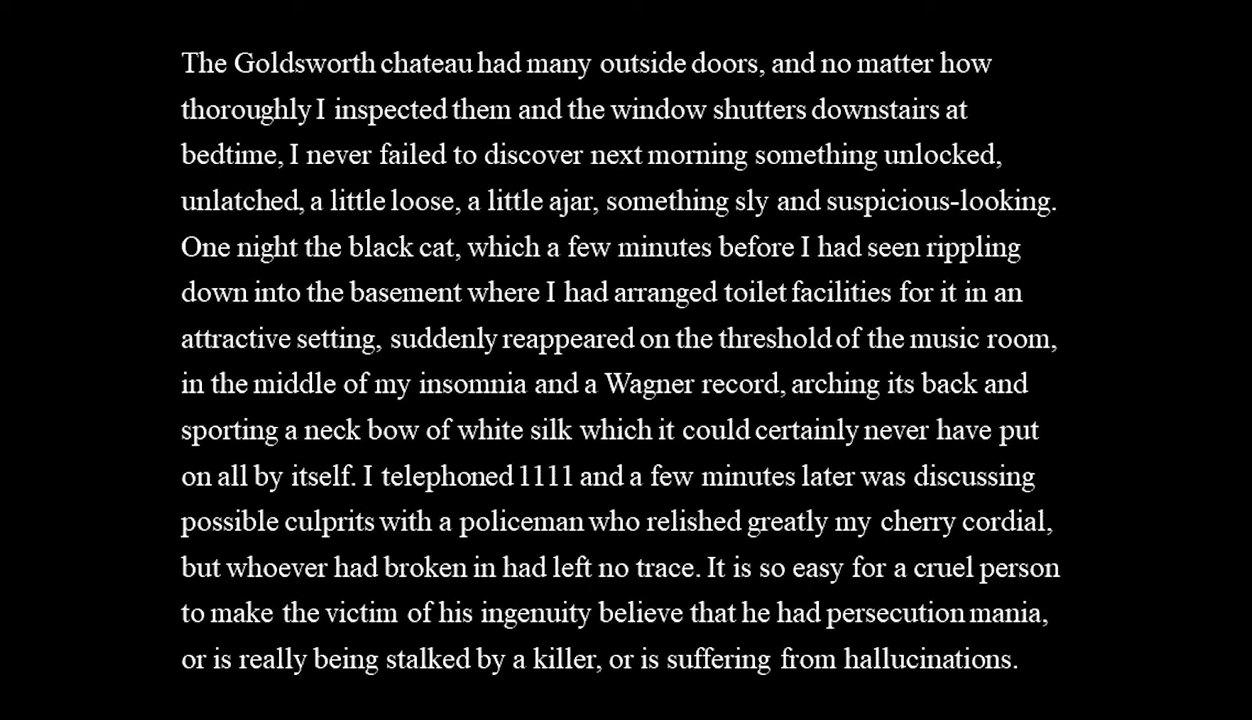 The Goldsworth chateau had many outside doors, and no matter how
thoroughly I inspected them and the window shutters downstairs at
bedtime, I never failed to discover next morning something unlocked,
unlatched, a little loose, a little ajar, something sly and suspicious-looking.
One night the black cat, which a few minutes before I had seen rippling
down into the basement where I had arranged toilet facilities for it in an
attractive setting, suddenly reappeared on the threshold of the music room,
in the middle of my insomnia and a Wagner record, arching its back and
sporting a neck bow of white silk which it could certainly never have put
on all by itself. I telephoned 1111 and a few minutes later was discussing
possible culprits with a policeman who relished greatly my cherry cordial,
but whoever had broken in had left no trace. It is so easy for a cruel person
to make the victim of his ingenuity believe that he had persecution mania,
or is really being stalked by a killer, or is suffering from hallucinations.